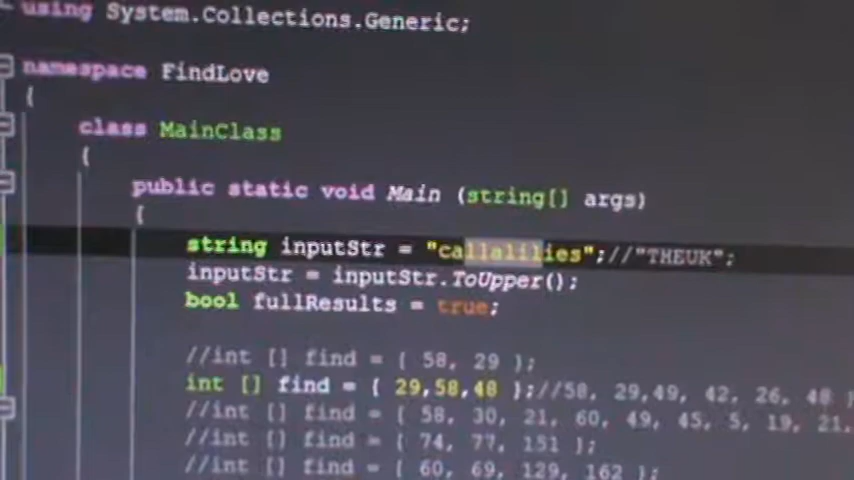 using System.Collections.Generic;
namespace FindLove
{
class MainClass
{
public static void Main (string[] args)
{
string inputStr = "callalilies";//"THEUK";
inputStr = inputStr.ToUpper();
bool fullResults = true;
//int [] find = { 58, 29 };
int [] find = { 29,58,48 };//58, 29,49, 42, 26, 48 }
//int [] find = { 58, 30, 21, 60, 49, 45, 5, 19, 21,
//int [] find = { 74, 77, 151 };
//int [] find = { 60, 69, 129, 162 };